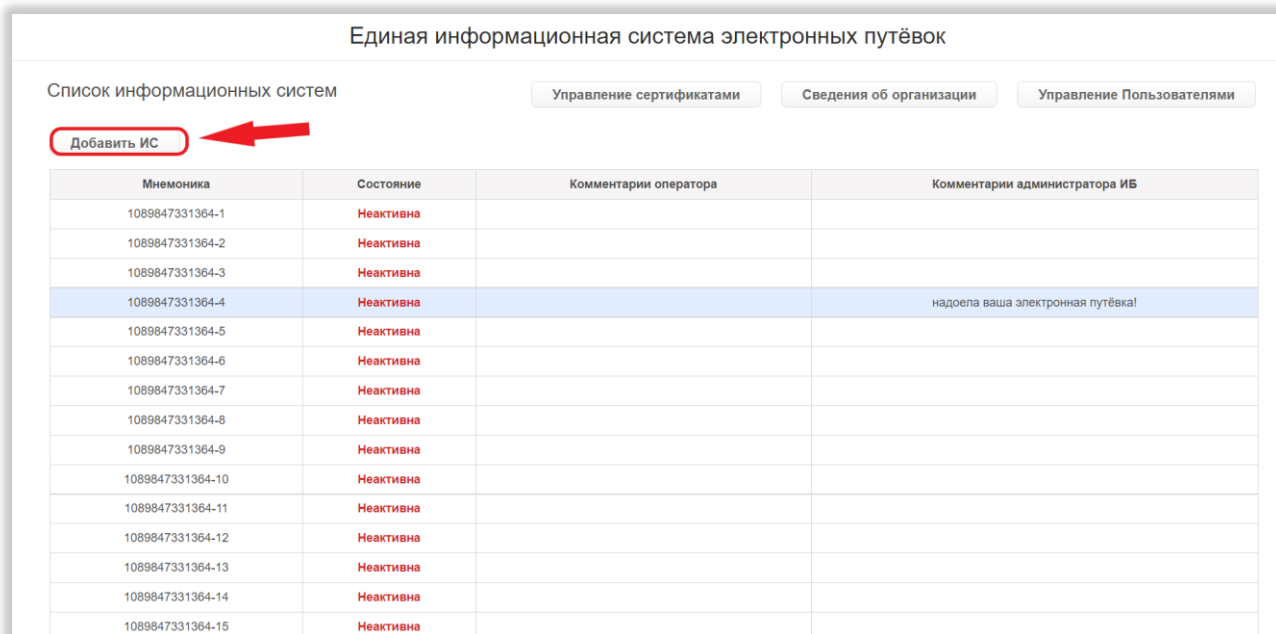 Единая информационная система электронных путёвок
Список информационных систем
Управление сертификатами
Сведения об организации
Управление Пользователями
Добавить ИС
Мнемоника Состояние Комментарии оператора Комментарии администратора ИБ
1089847331364-1 Неактивна
1089847331364-2 Неактивна
1089847331364-3 Неактивна
1089847331364-4 Неактивна надоела ваша электронная путёвка!
1089847331364-5 Неактивна
1089847331364-6 Неактивна
1089847331364-7 Неактивна
1089847331364-8 Неактивна
1089847331364-9 Неактивна
1089847331364-10 Неактивна
1089847331364-11 Неактивна
1089847331364-12 Неактивна
1089847331364-13 Неактивна
1089847331364-14 Неактивна
1089847331364-15 Неактивна